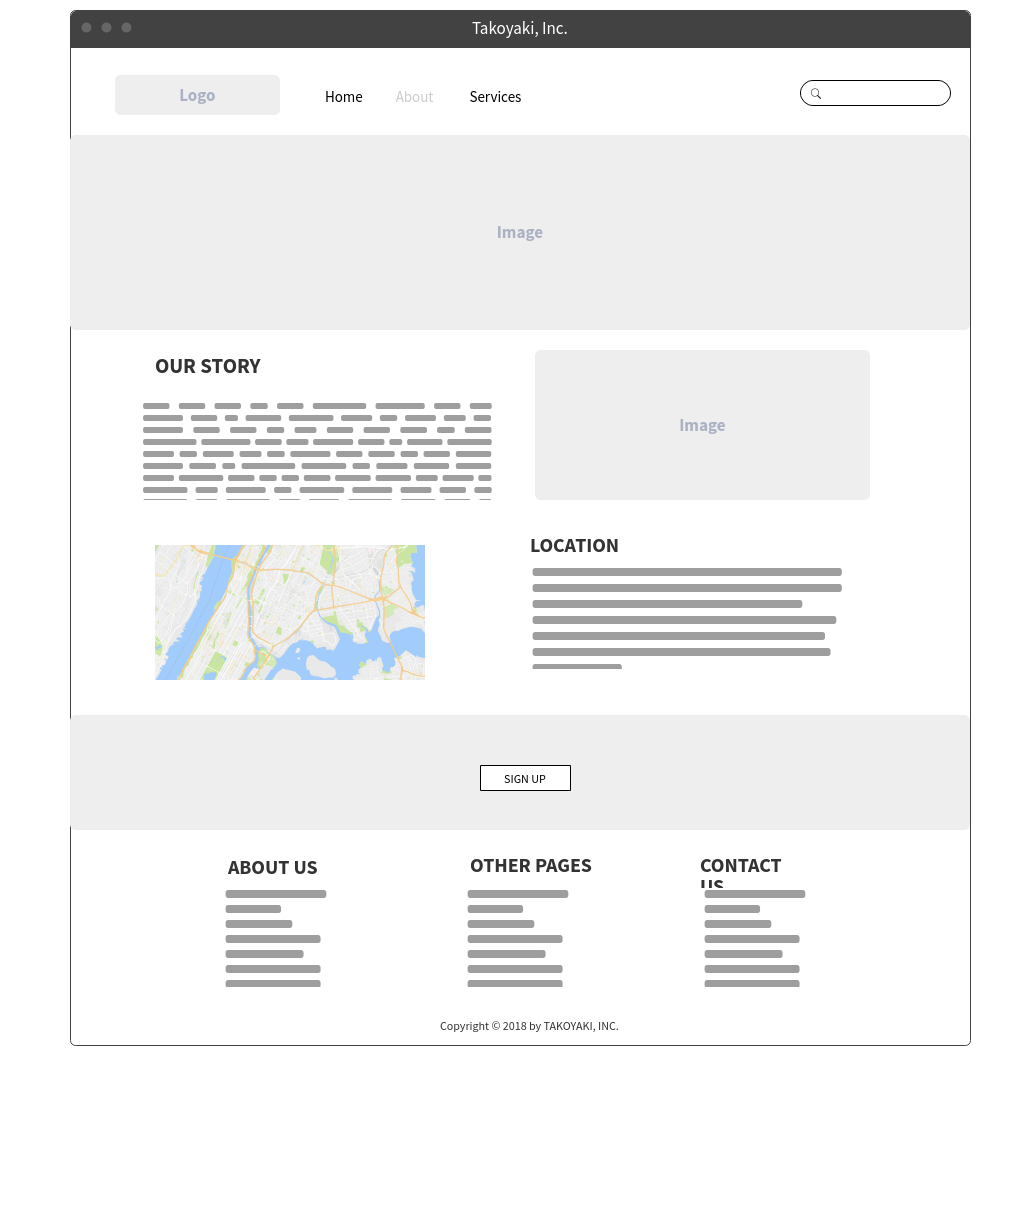 Takoyaki, Inc.
Logo
Home About Services
Image
OUR STORY
Image
LOCATION
SIGN UP
ABOUT US
OTHER PAGES
CONTACT
US
Copyright © 2018 by TAKOYAKI, INC.